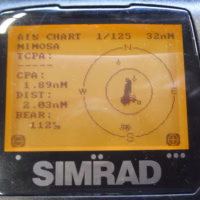 AIS CHART 1/125 32nM
MIMOSA
TCPA:
--
CPA:
1.89nM
DIST:
2.03nM
BEAR:
112°
N
W
E
S
SIMRAD